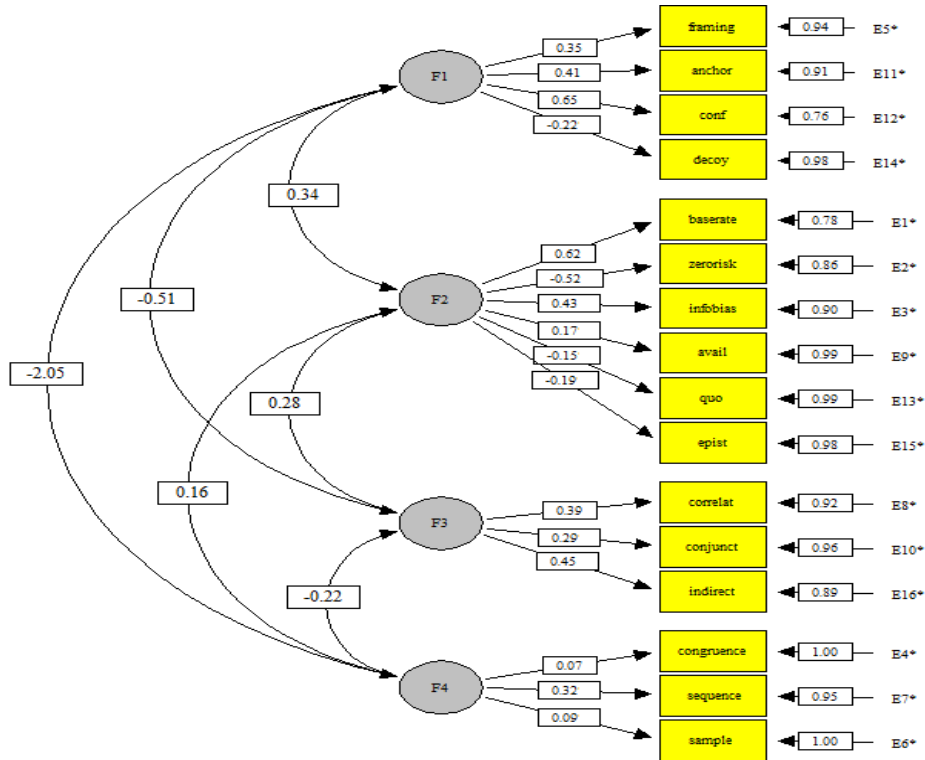 framing 0.94 E5*
0.35
F1 0.41 anchor 0.91 E11*
0.65 conf 0.76 E12*
-0.22
decoy 0.98 E14*
0.34
baserate 0.78 E1*
0.62
-0.52 zerorisk 0.86 E2*
-0.51 F2 0.43 infobias 0.90 E3*
0.17
-0.15 avail 0.99 E9*
-2.05 -0.19
0.28 quo 0.99 E13*
epist 0.98 E15*
0.16
correlat 0.92 E8*
0.39
F3 0.29 conjunct 0.96 E10*
0.45
-0.22 indirect 0.89 E16*
congruence 1.00 E4*
0.07
F4 0.32 sequence 0.95 E7*
0.09
sample 1.00 E6*